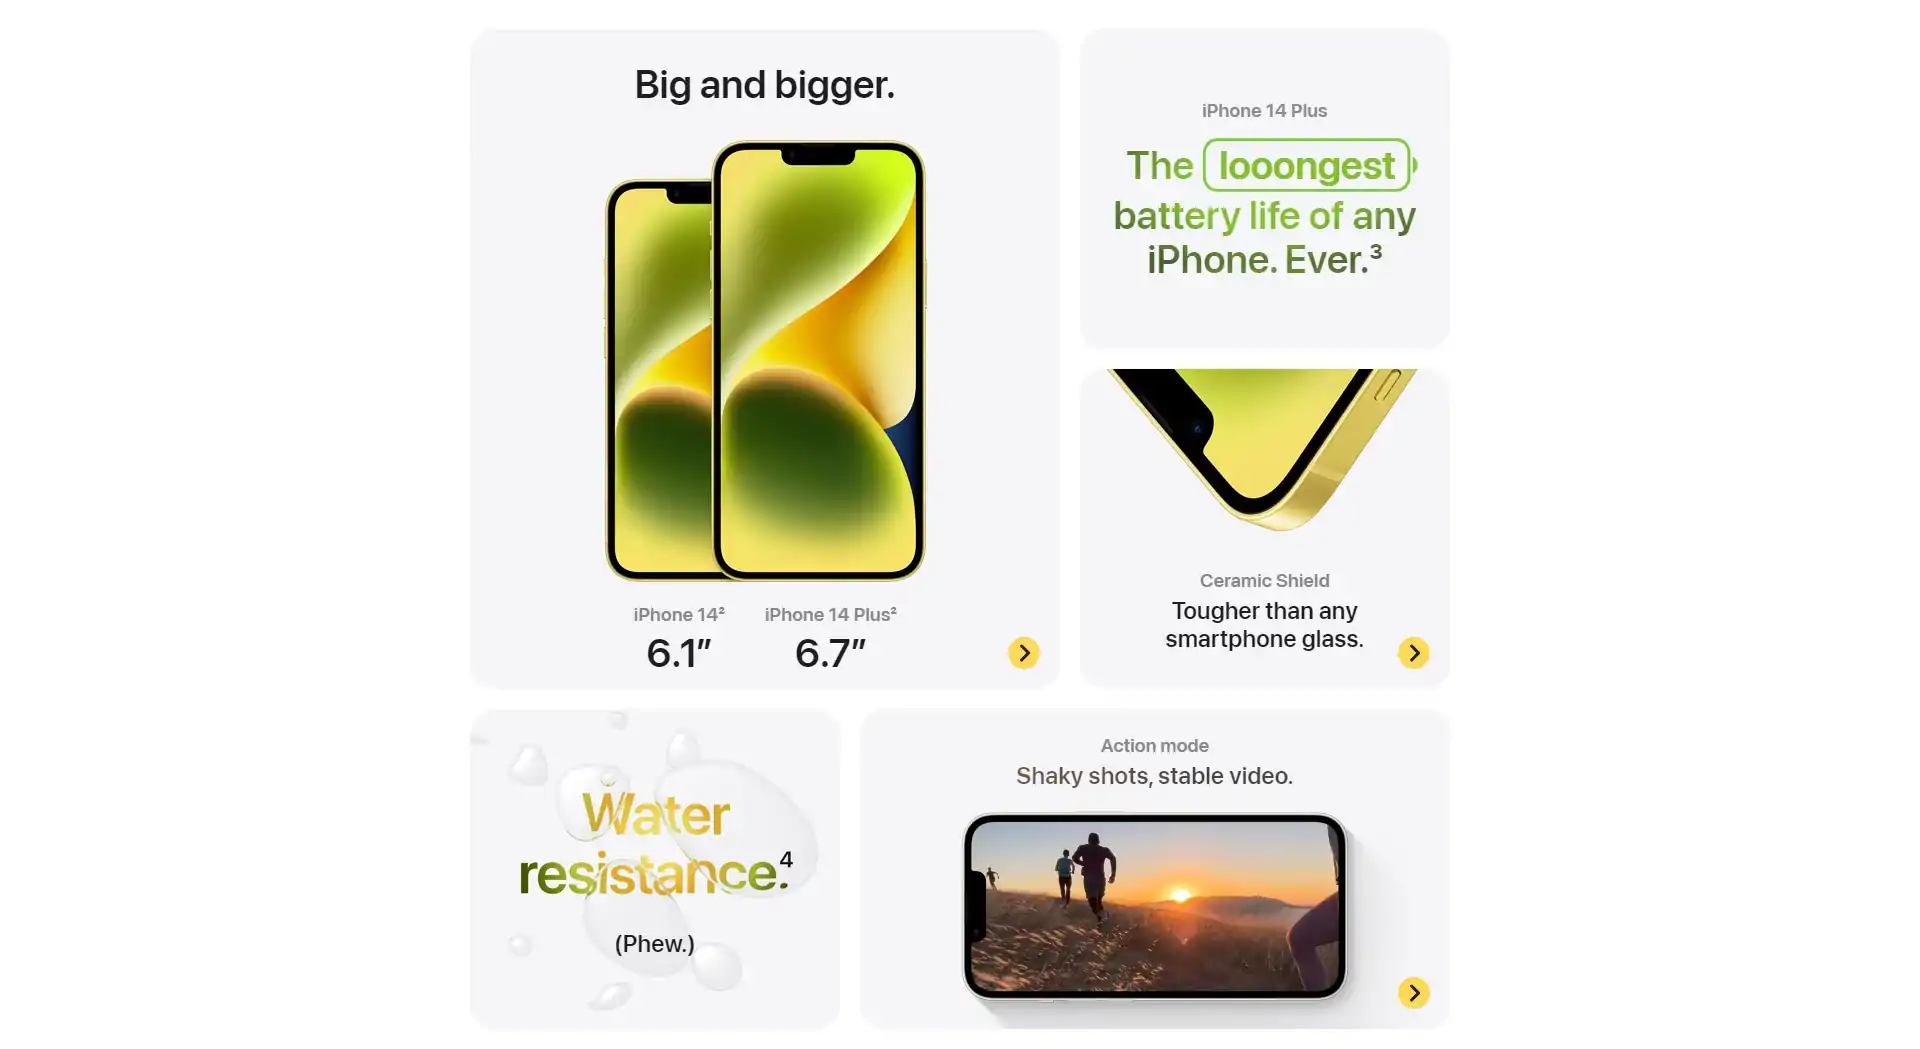 Big and bigger.
iPhone 14²
6.1”
iPhone 14 Plus²
6.7”
iPhone 14 Plus
The looongest
battery life of any
iPhone. Ever.³
Ceramic Shield
Tougher than any
smartphone glass.
Water
resistance.⁴
(Phew.)
Action mode
Shaky shots, stable video.